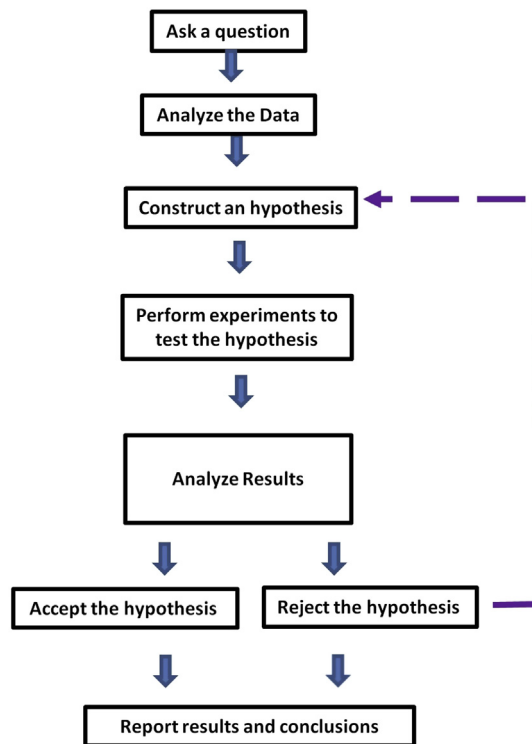 Ask a question
Analyze the Data
Construct an hypothesis
Perform experiments to
test the hypothesis
Analyze Results
Accept the hypothesis
Reject the hypothesis
Report results and conclusions